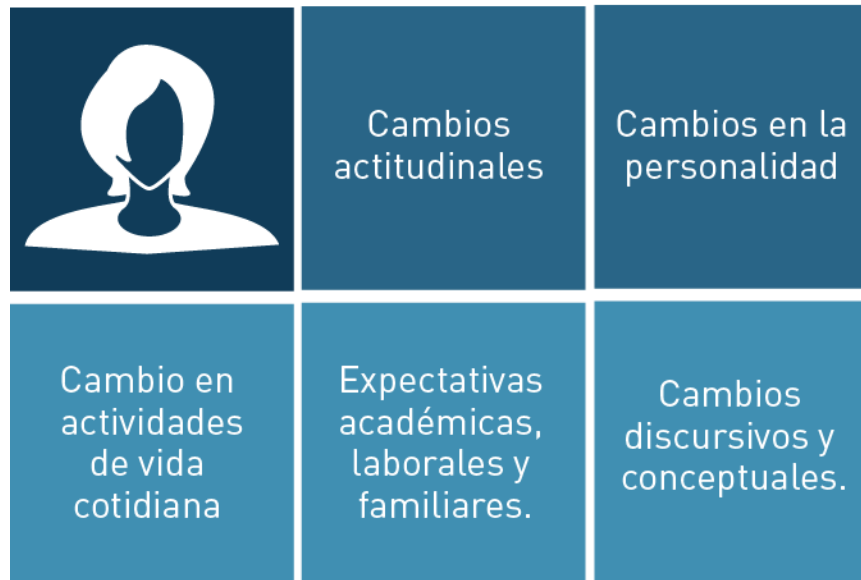 Cambios
actitudinales
Cambios en la
personalidad
Cambio en
actividades
de vida
cotidiana
Expectativas
académicas,
laborales y
familiares.
Cambios
discursivos y
conceptuales.